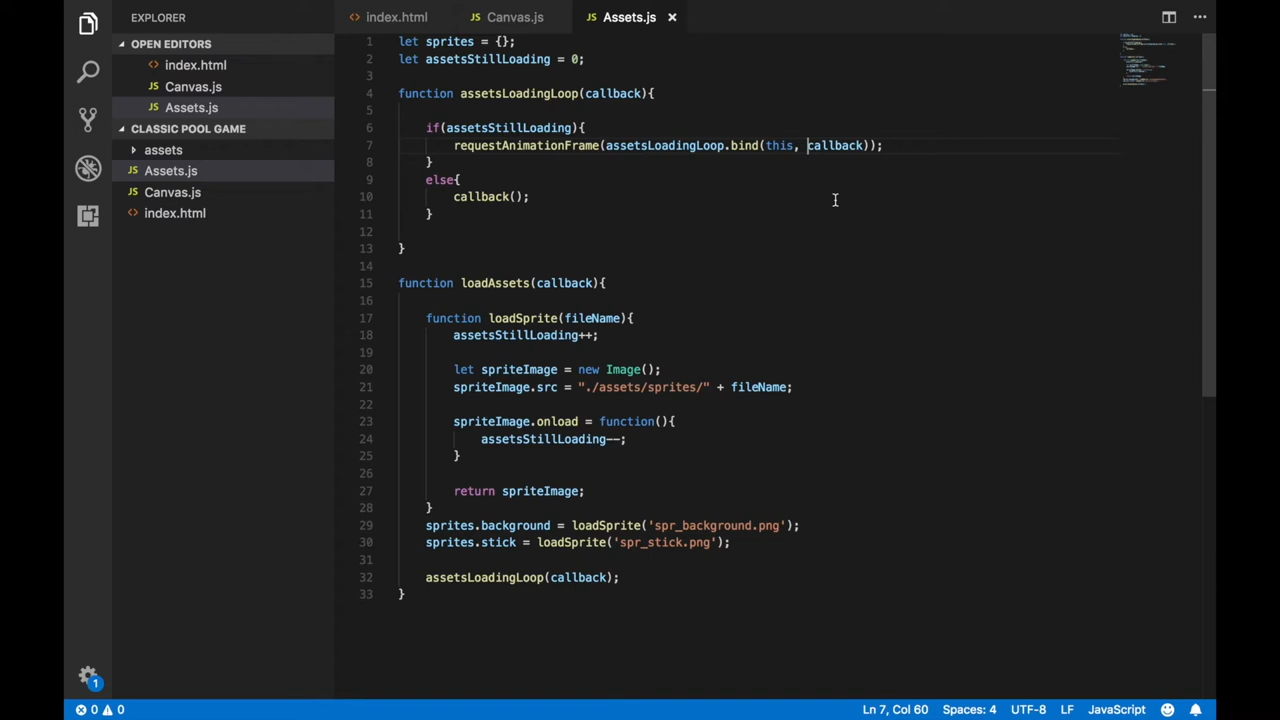 EXPLORER
OPEN EDITORS
index.html
Canvas.js
Assets.js
CLASSIC POOL GAME
assets
Assets.js
Canvas.js
index.html
index.html Canvas.js Assets.js
1 let sprites = {};
2 let assetsStillLoading = 0;
3
4 function assetsLoadingLoop(callback){
5
6 if(assetsStillLoading){
7 requestAnimationFrame(assetsLoadingLoop.bind(this, callback));
8 }
9 else{
10 callback();
11 }
12
13 }
14
15 function loadAssets(callback){
16
17 function loadSprite(fileName){
18 assetsStillLoading++;
19
20 let spriteImage = new Image();
21 spriteImage.src = "./assets/sprites/" + fileName;
22
23 spriteImage.onload = function(){
24 assetsStillLoading--;
25 }
26
27 return spriteImage;
28 }
29 sprites.background = loadSprite('spr_background.png');
30 sprites.stick = loadSprite('spr_stick.png');
31
32 assetsLoadingLoop(callback);
33 }
1
0 0 Ln 7, Col 60 Spaces: 4 UTF-8 LF JavaScript